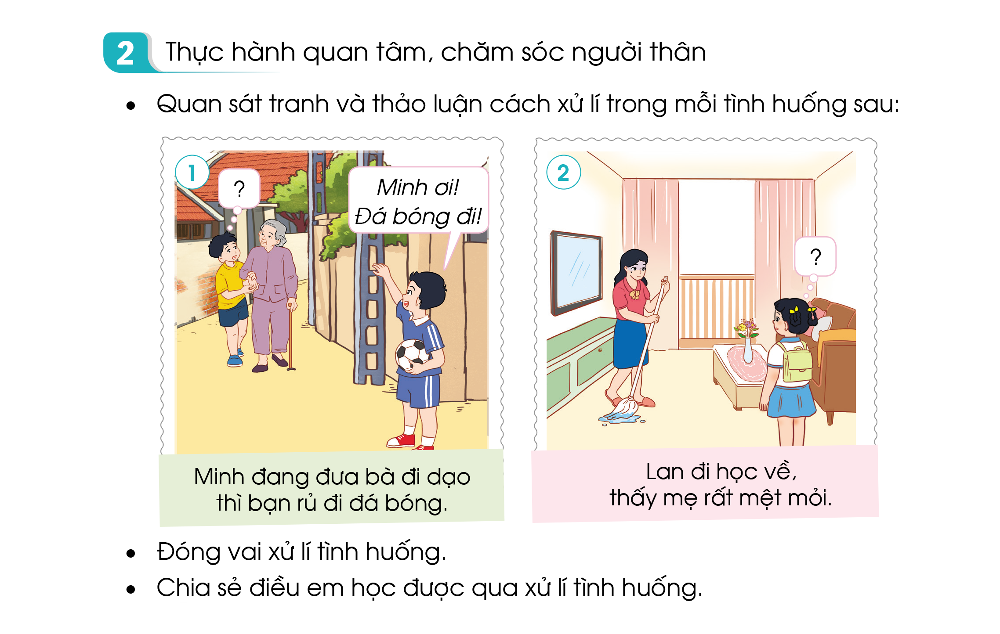 2 Thực hành quan tâm, chăm sóc người thân
• Quan sát tranh và thảo luận cách xử lí trong mỗi tình huống sau:
1
?
Minh ơi!
Đá bóng đi!
Minh đang đưa bà đi dạo
thì bạn rủ đi đá bóng.
2
?
Lan đi học về,
thấy mẹ rất mệt mỏi.
• Đóng vai xử lí tình huống.
• Chia sẻ điều em học được qua xử lí tình huống.